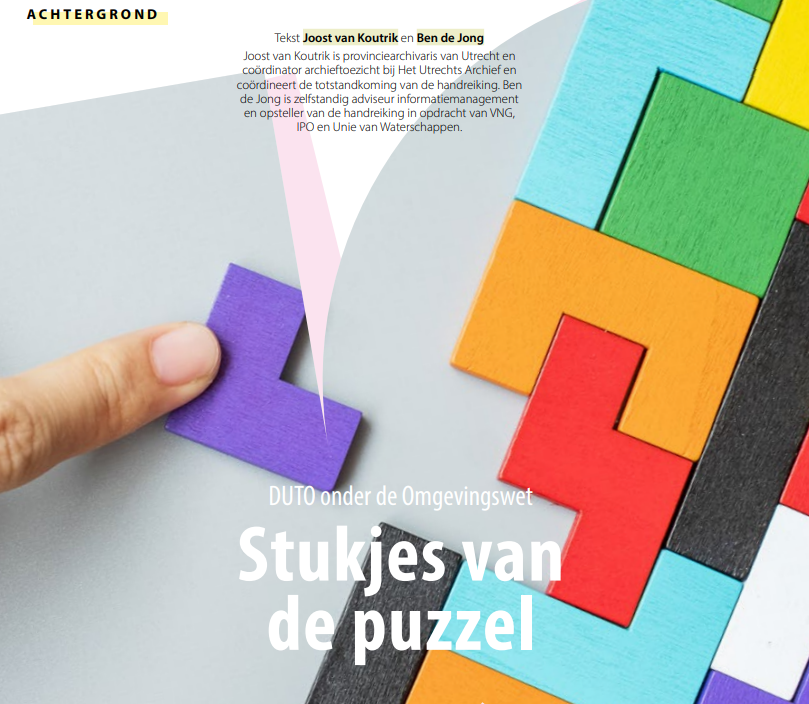 ACHTERGROND
Tekst Joost van Koutrik en Ben de Jong
Joost van Koutrik is provinciearchivaris van Utrecht en
coördinator archieftoezicht bij Het Utrechts Archief en
coördineert de totstandkoming van de handreiking. Ben
de Jong is zelfstandig adviseur informatiemanagement
en opsteller van de handreiking in opdracht van VNG,
IPO en Unie van Waterschappen.
DUTO onder de Omgevingswet
Stukjes van
de puzzel